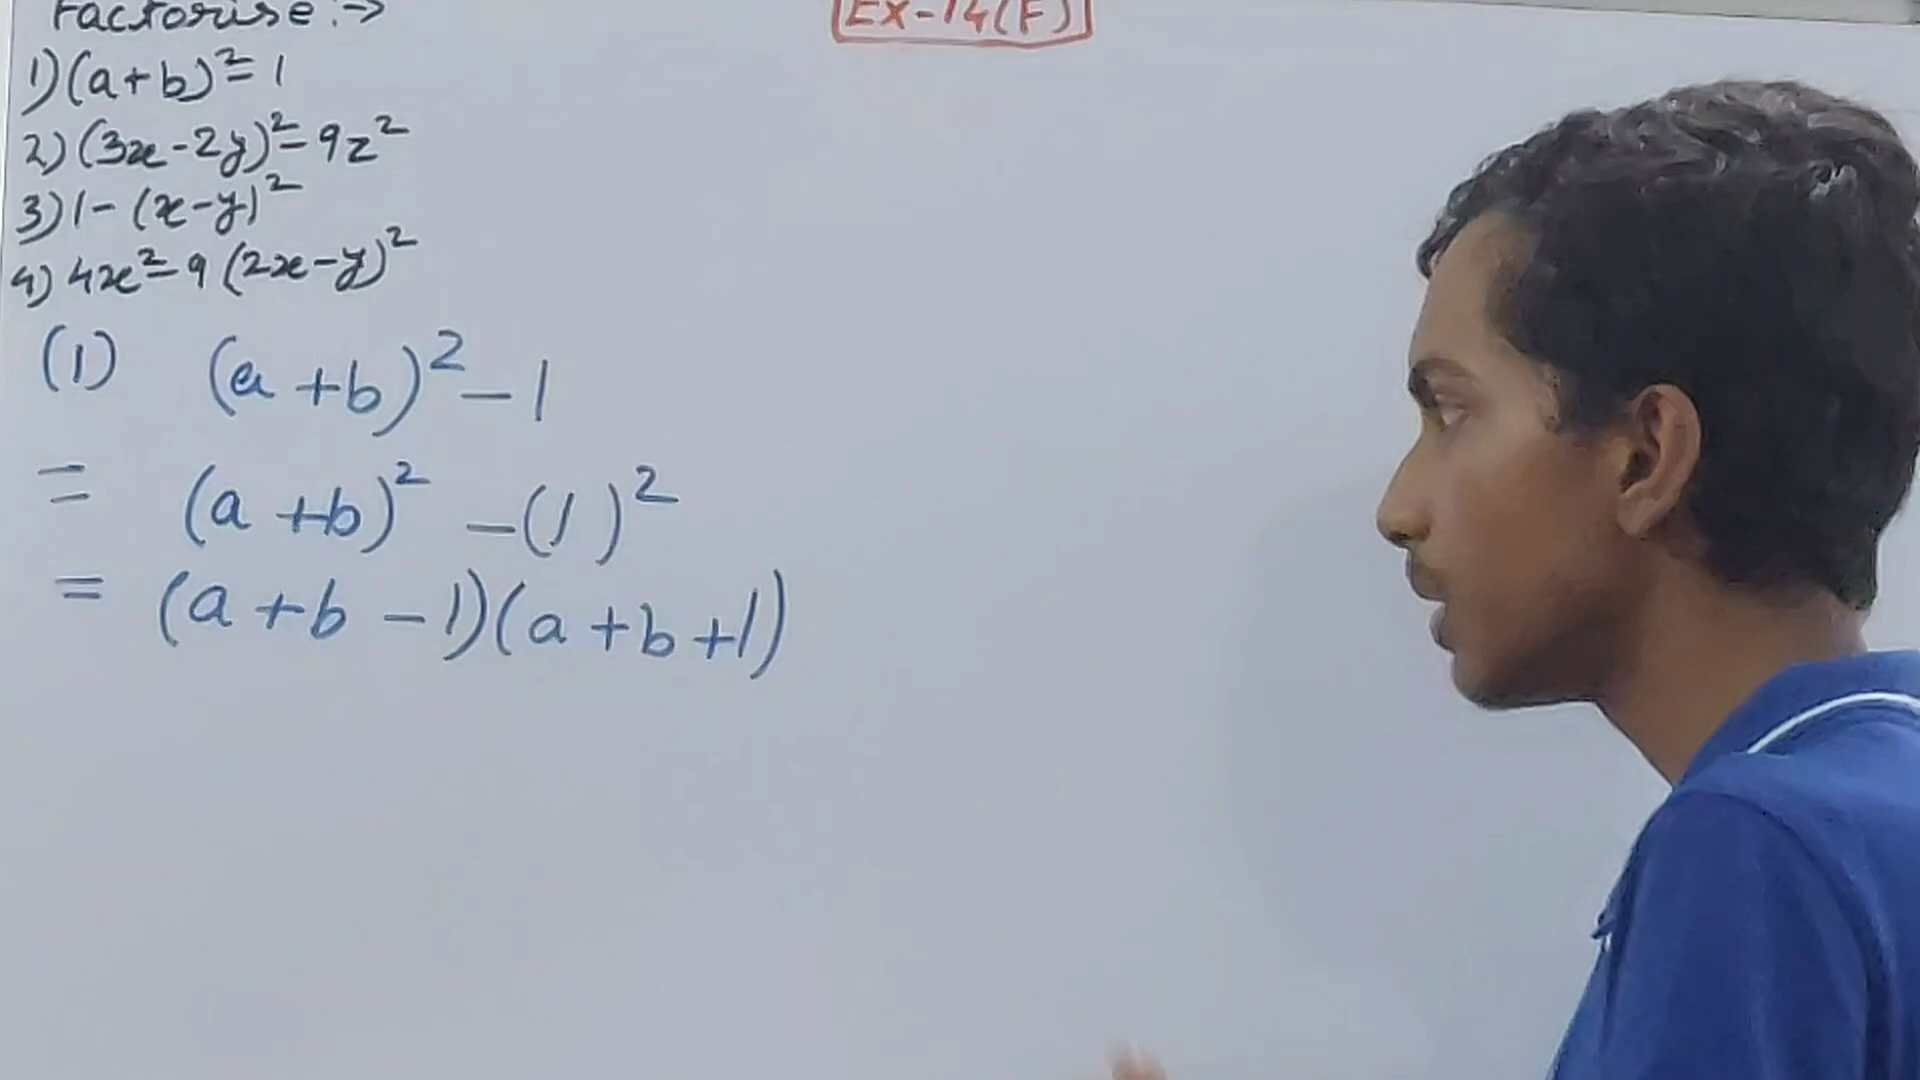 Factorise :->
Ex-14(F)
1) (a+b)² - 1
2) (3x-2y)² - 9z²
3) 1 - (x-y)²
4) 4x² - 9 (2x-y)²
(1) (a+b)² - 1
= (a+b)² - (1)²
= (a+b-1)(a+b+1)